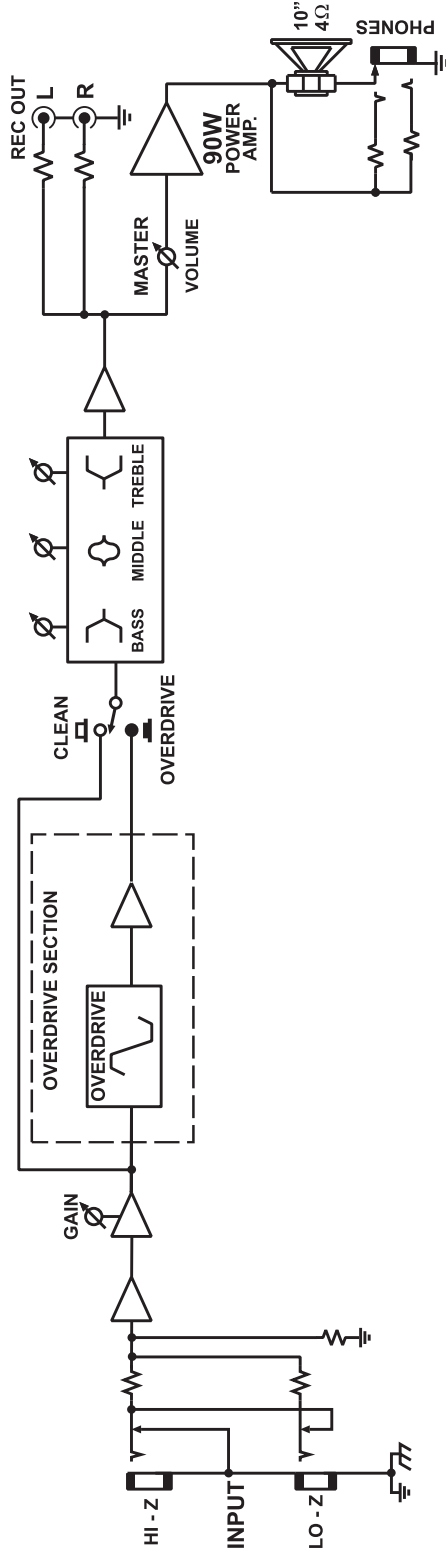 HI - Z
INPUT
LO - Z
GAIN
OVERDRIVE SECTION
OVERDRIVE
CLEAN
OVERDRIVE
BASS
MIDDLE
TREBLE
REC OUT
L
R
MASTER
VOLUME
90W
POWER
AMP.
10"
4Ω
PHONES